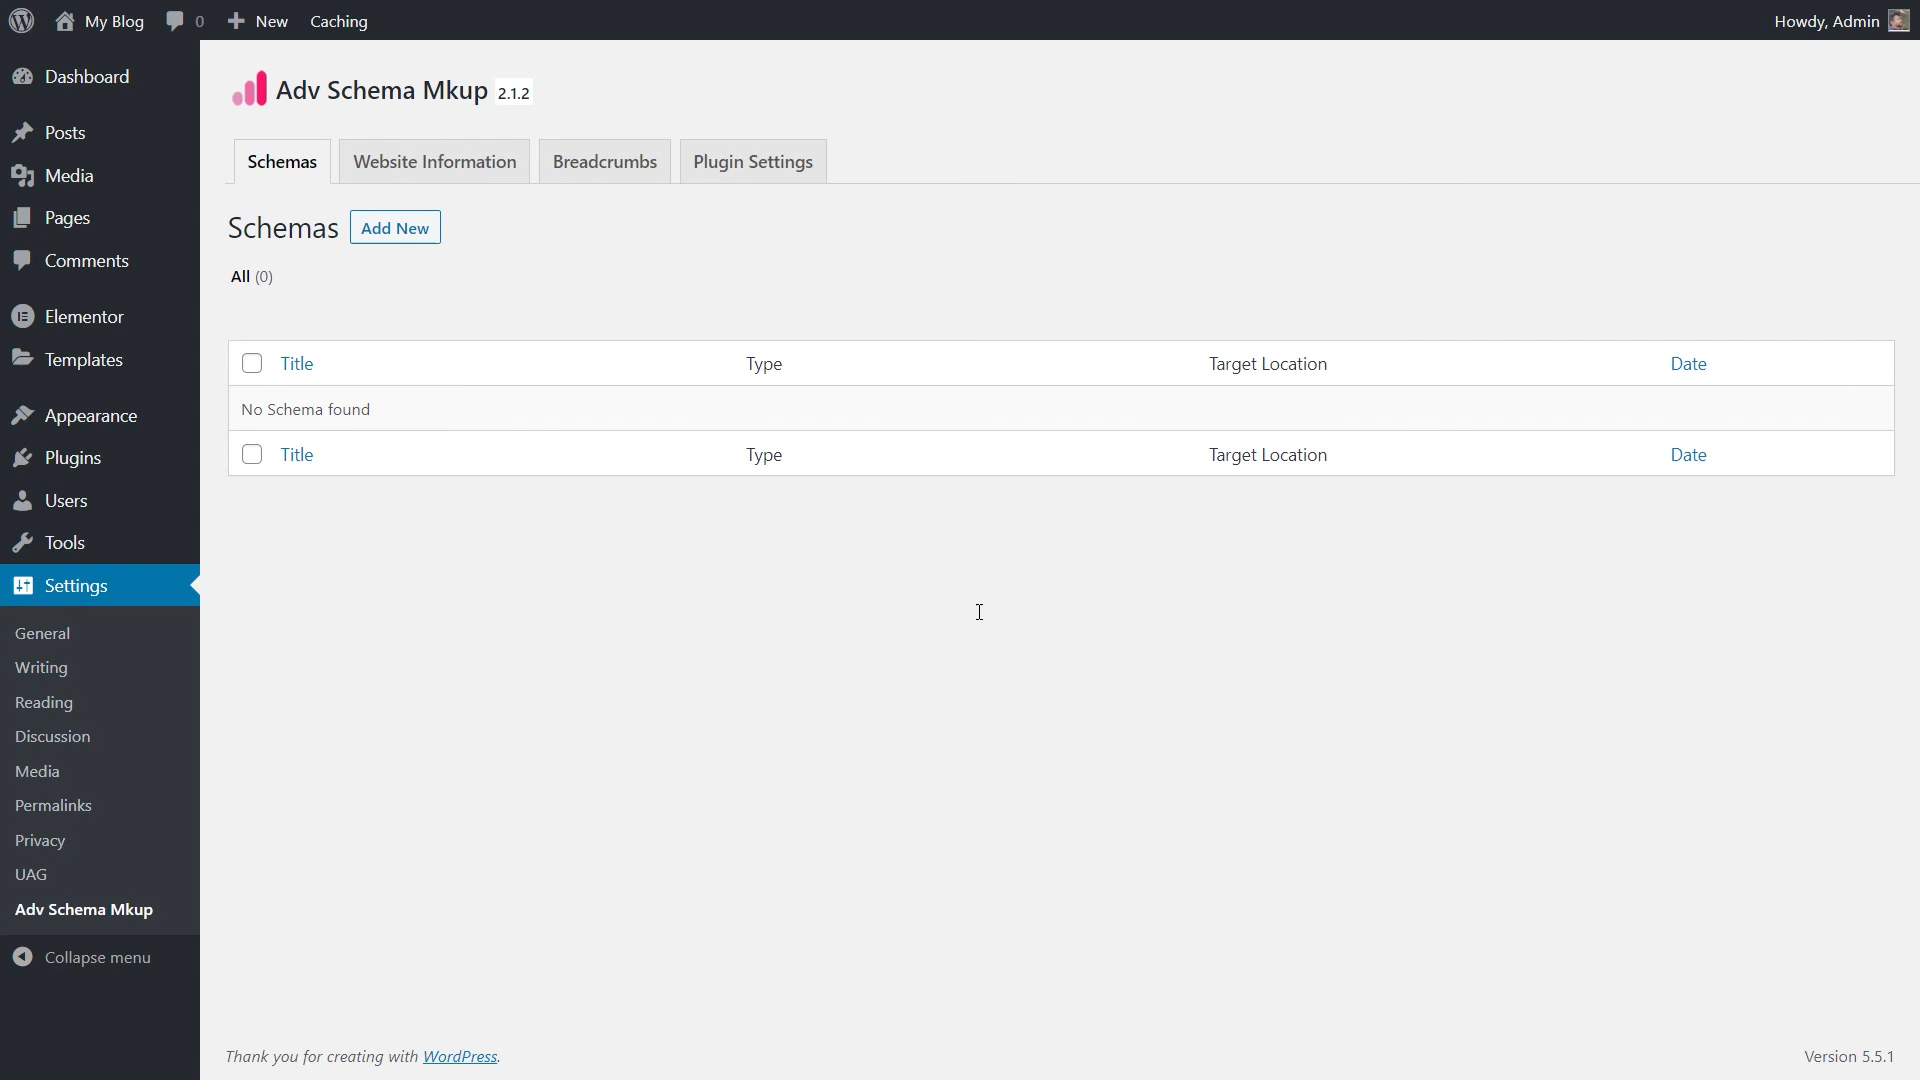 My Blog 0 New Caching Howdy, Admin
Dashboard
Posts
Media
Pages
Comments
Elementor
Templates
Appearance
Plugins
Users
Tools
Settings
General
Writing
Reading
Discussion
Media
Permalinks
Privacy
UAG
Adv Schema Mkup
Collapse menu
Adv Schema Mkup 2.1.2
Schemas Website Information Breadcrumbs Plugin Settings
Schemas Add New
All (0)
Title Type Target Location Date
No Schema found
Title Type Target Location Date
Thank you for creating with WordPress. Version 5.5.1